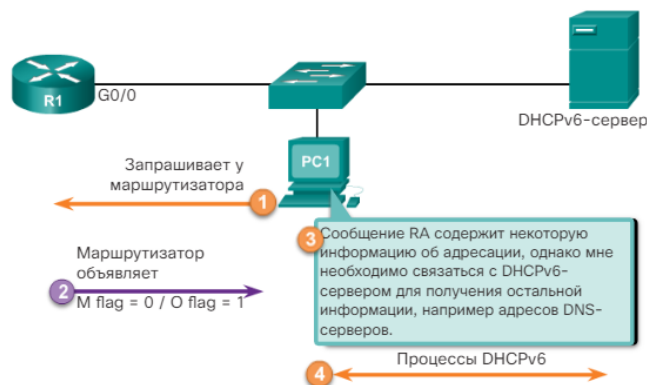 R1
G0/0
DHCPv6-сервер
PC1
Запрашивает у
маршрутизатора
1
Маршрутизатор
объявляет
2
M flag = 0 / O flag = 1
3
Сообщение RA содержит некоторую
информацию об адресации, однако мне
необходимо связаться с DHCPv6-
сервером для получения остальной
информации, например адресов DNS-
серверов.
4
Процессы DHCPv6